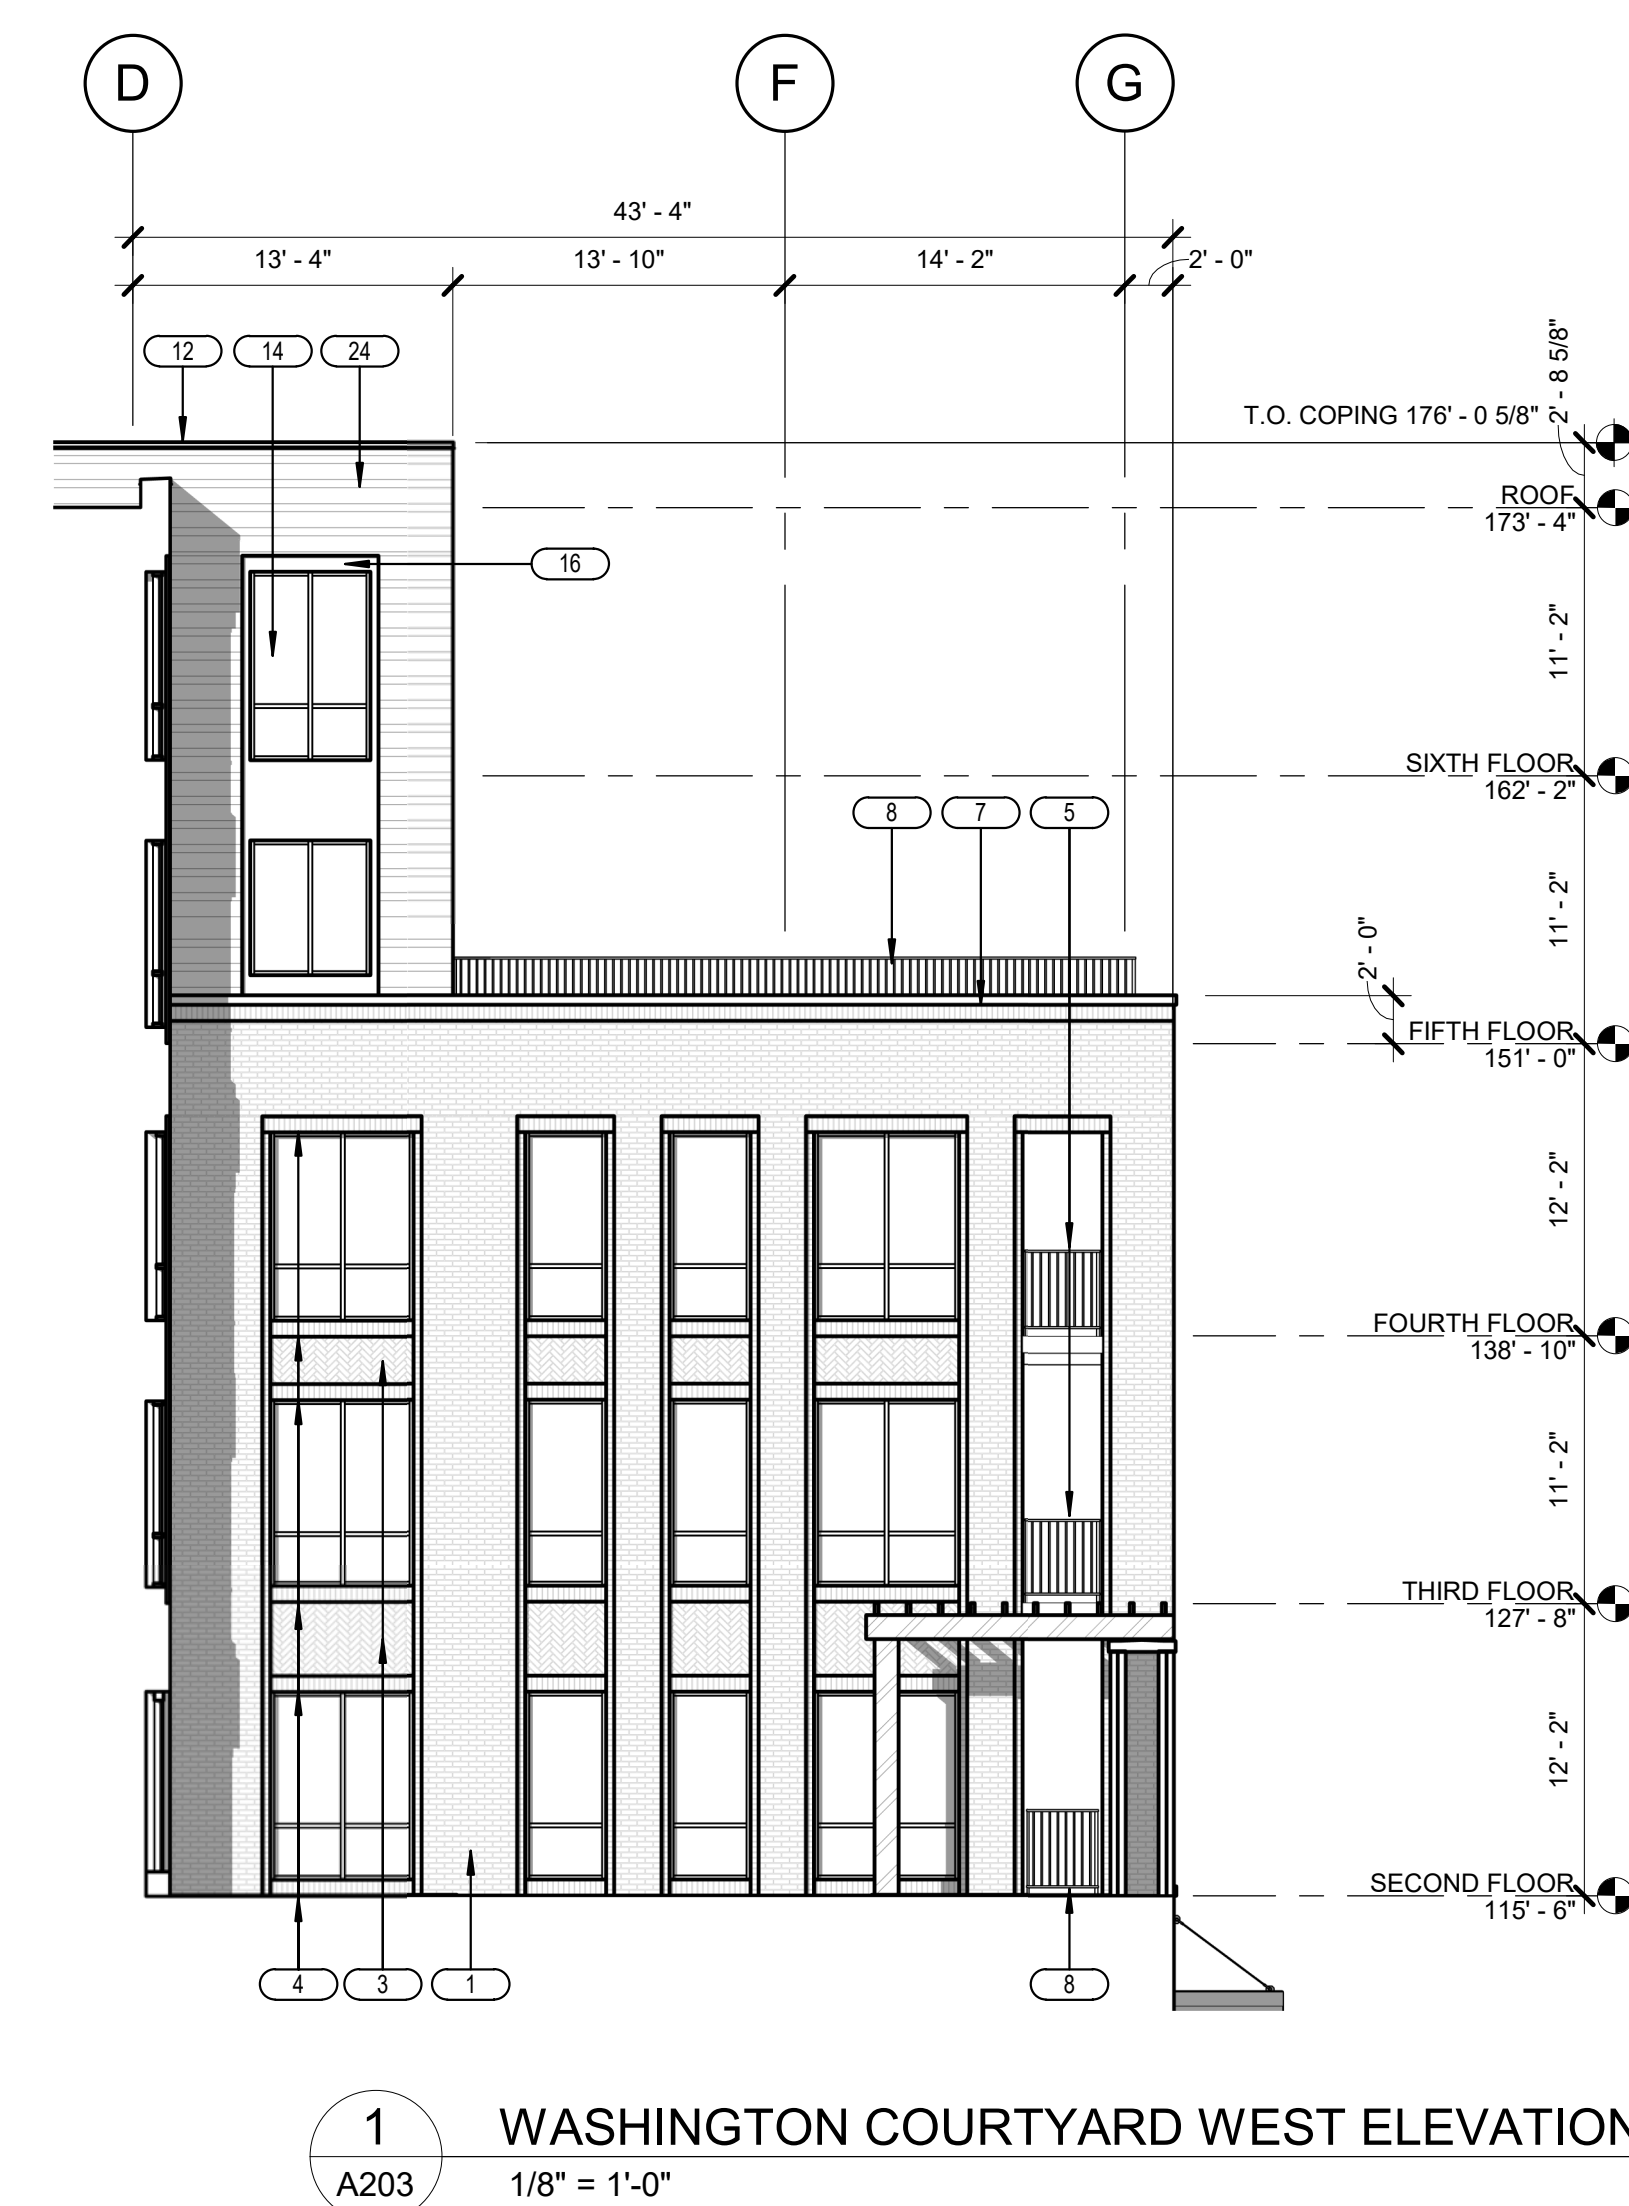 D F G
43' - 4"
13' - 4" 13' - 10" 14' - 2" 2' - 0"
12 14 24
2' - 8 5/8"
T.O. COPING 176' - 0 5/8"
ROOF
173' - 4"
16
11' - 2"
SIXTH FLOOR
162' - 2"
8 7 5
11' - 2"
2' - 0"
FIFTH FLOOR
151' - 0"
12' - 2"
FOURTH FLOOR
138' - 10"
11' - 2"
THIRD FLOOR
127' - 8"
12' - 2"
SECOND FLOOR
115' - 6"
4 3 1 8
1 WASHINGTON COURTYARD WEST ELEVATION
A203 1/8" = 1'-0"